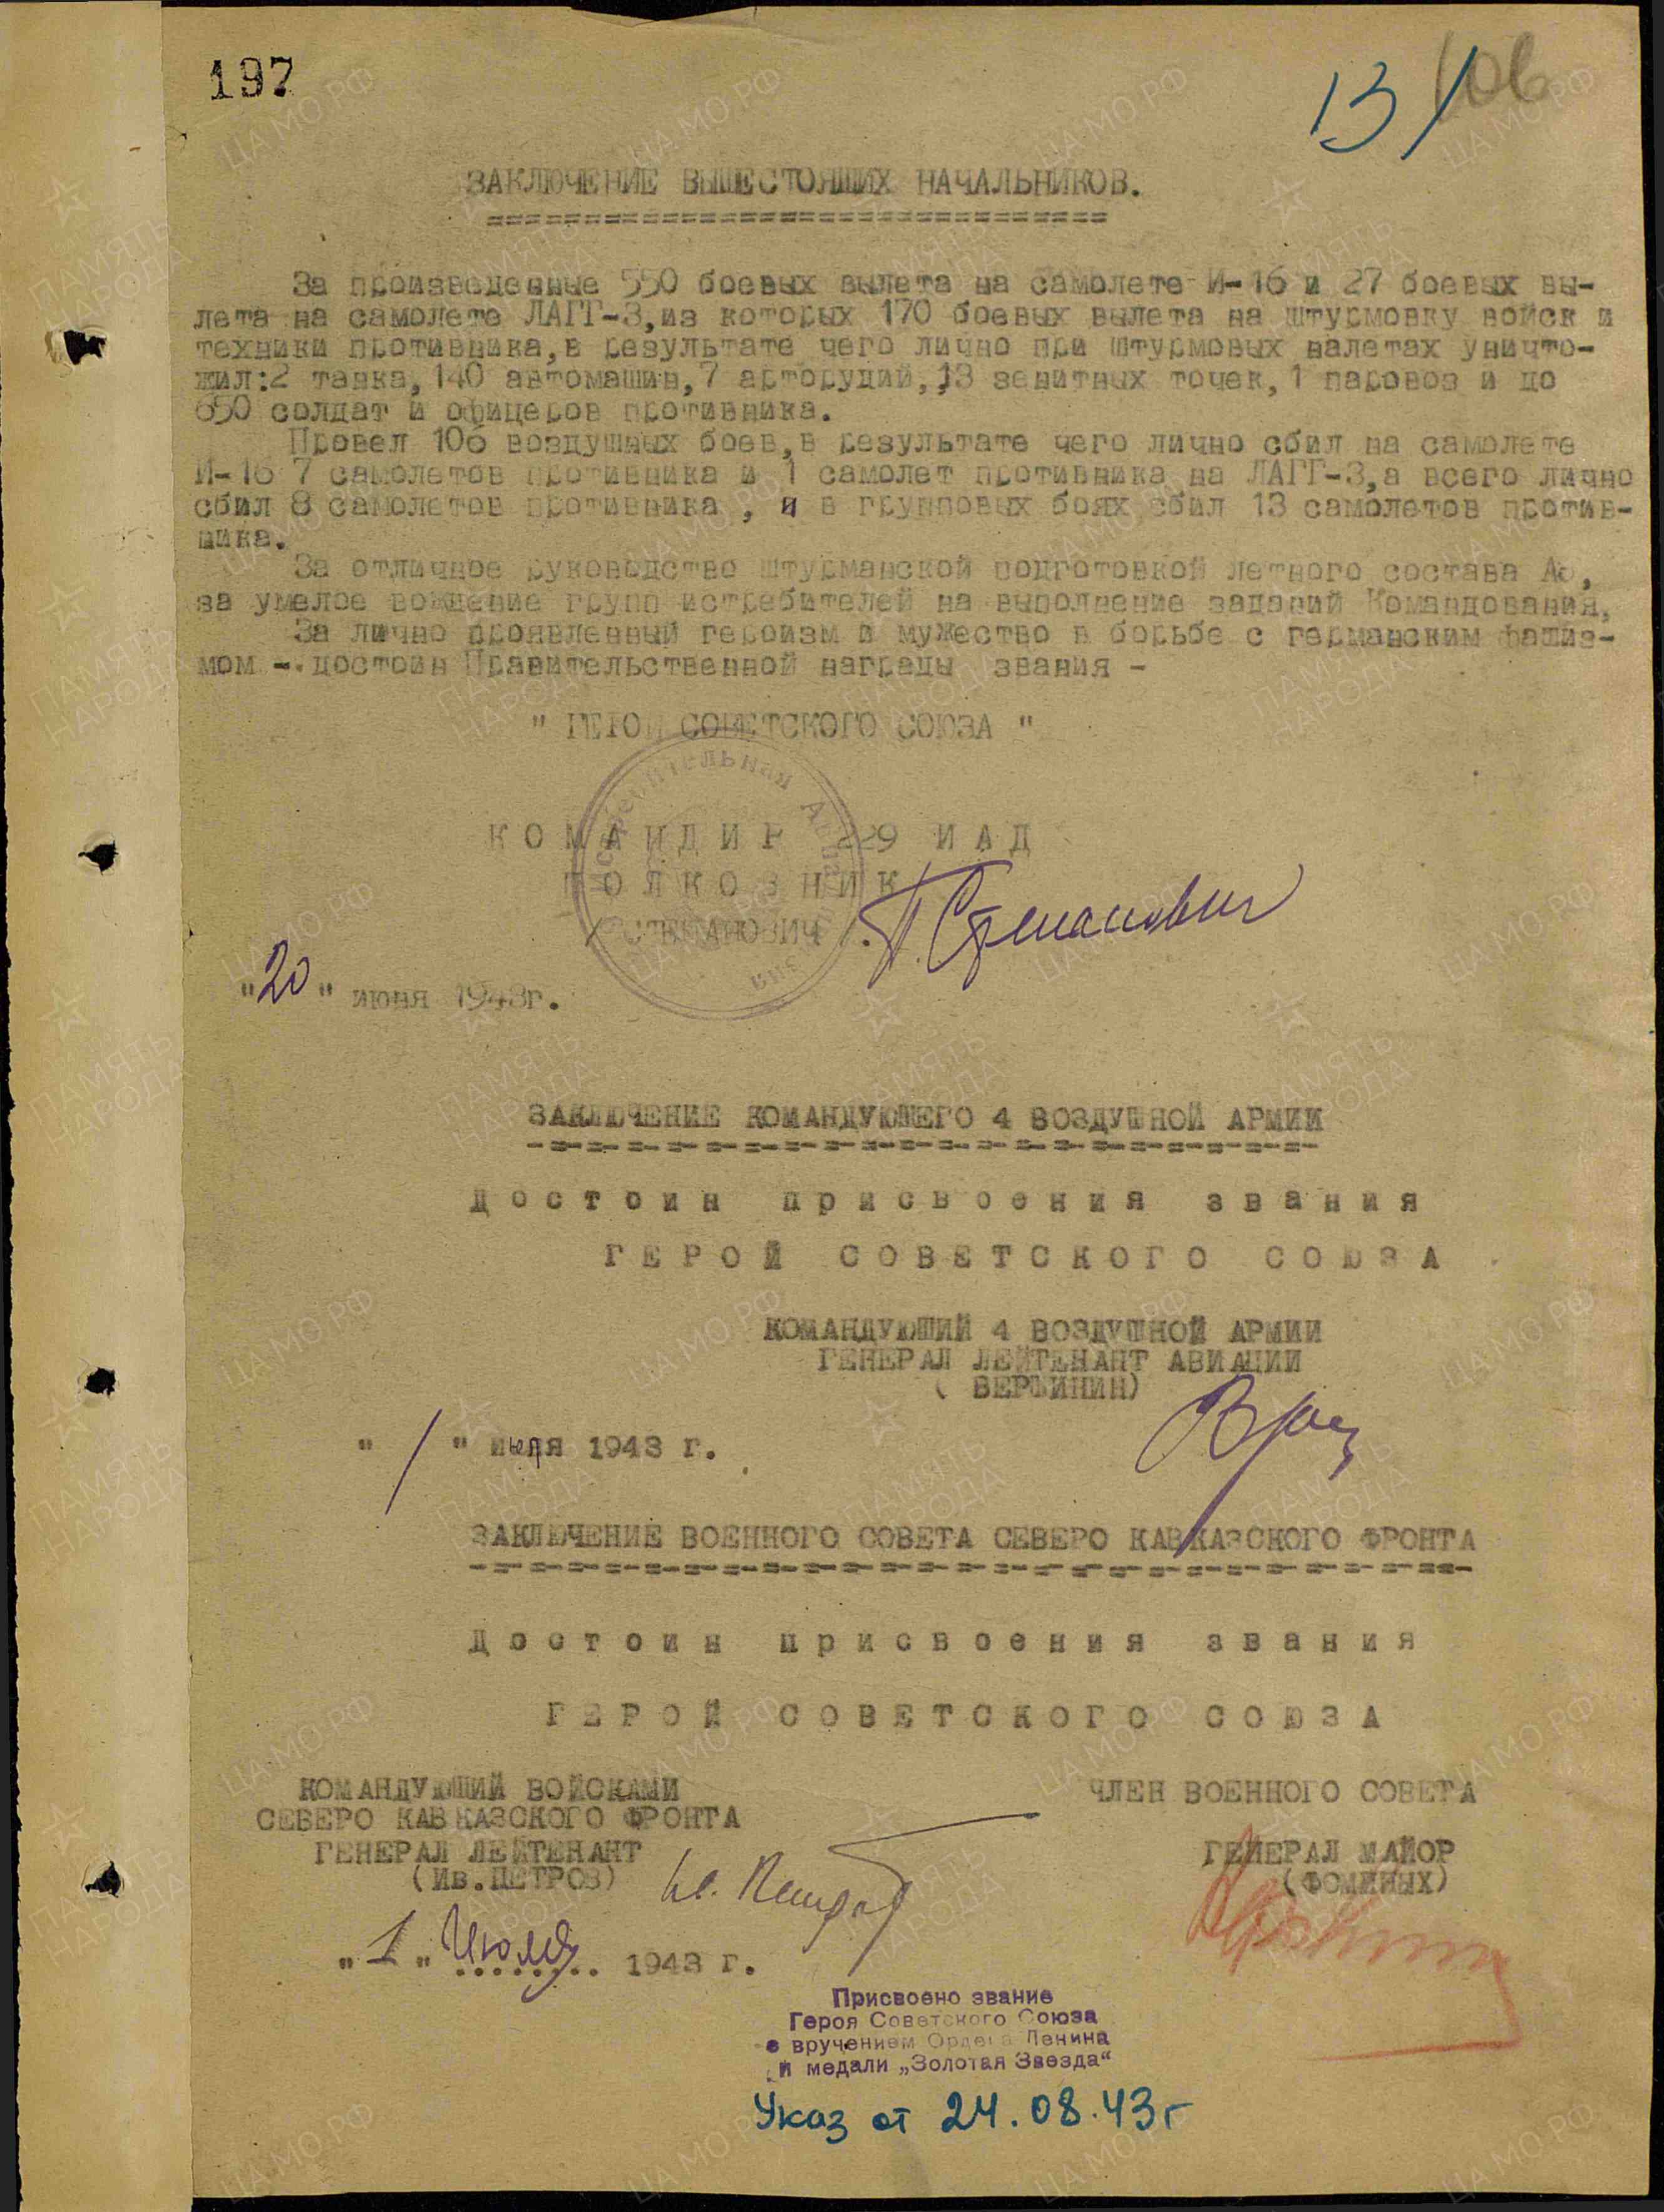 197
13/ 106
ЗАКЛЮЧЕНИЕ ВЫШЕСТОЯЩИХ НАЧАЛЬНИКОВ.
За произведенные 550 боевых вылета на самолете И-16 и 27 боевых вы-
лета на самолете ЛАГГ-3,из которых 170 боевых вылета на штурмовку войск и
техники противника,в результате чего лично при штурмовых налетах уничто-
жил:2 танка,140 автомашин,7 арторудий,13 зенитных точек,1 паровоз и до
650 солдат и офицеров противника.
Провел 106 воздушных боев,в результате чего лично сбил на самолете
И-16 7 самолетов противника и 1 самолет противника на ЛАГГ-3,а всего лично
сбил 8 самолетов противника , и в групповых боях сбил 13 самолетов против-
ника.
За отличное руководство штурманской подготовкой летного состава АЭ,
за умелое вождение групп истребителей на выполнение заданий Командования,
За лично проявленный героизм и мужество в борьбе с германским фашиз-
мом -.достоин Правительственной награды звания -
" ГЕРОЙ СОВЕТСКОГО СОЮЗА "
КОМАНДИР 229 ИАД
ПОЛКОВНИК
/СТЕПАНОВИЧ/. П. Степанович
"20" июня 1943г.
ЗАКЛЮЧЕНИЕ КОМАНДУЮЩЕГО 4 ВОЗДУШНОЙ АРМИИ
Достоин присвоения звания
ГЕРОЙ СОВЕТСКОГО СОЮЗА
КОМАНДУЮЩИЙ 4 ВОЗДУШНОЙ АРМИИ
ГЕНЕРАЛ ЛЕЙТЕНАНТ АВИАЦИИ
( ВЕРШИНИН)
" 1 " июля 1943 г.
ЗАКЛЮЧЕНИЕ ВОЕННОГО СОВЕТА СЕВЕРО КАВКАЗСКОГО ФРОНТА
Достоин присвоения звания
ГЕРОЙ СОВЕТСКОГО СОЮЗА
КОМАНДУЮЩИЙ ВОЙСКАМИ
СЕВЕРО КАВКАЗСКОГО ФРОНТА
ГЕНЕРАЛ ЛЕЙТЕНАНТ
(Ив.ПЕТРОВ) Ив. Петров
ЧЛЕН ВОЕННОГО СОВЕТА
ГЕНЕРАЛ МАЙОР
(ФОМИНЫХ)
"1" Июля 1943 г.
Присвоено звание
Героя Советского Союза
с вручением Ордена Ленина
и медали „Золотая Звезда“
Указ от 24.08.43г